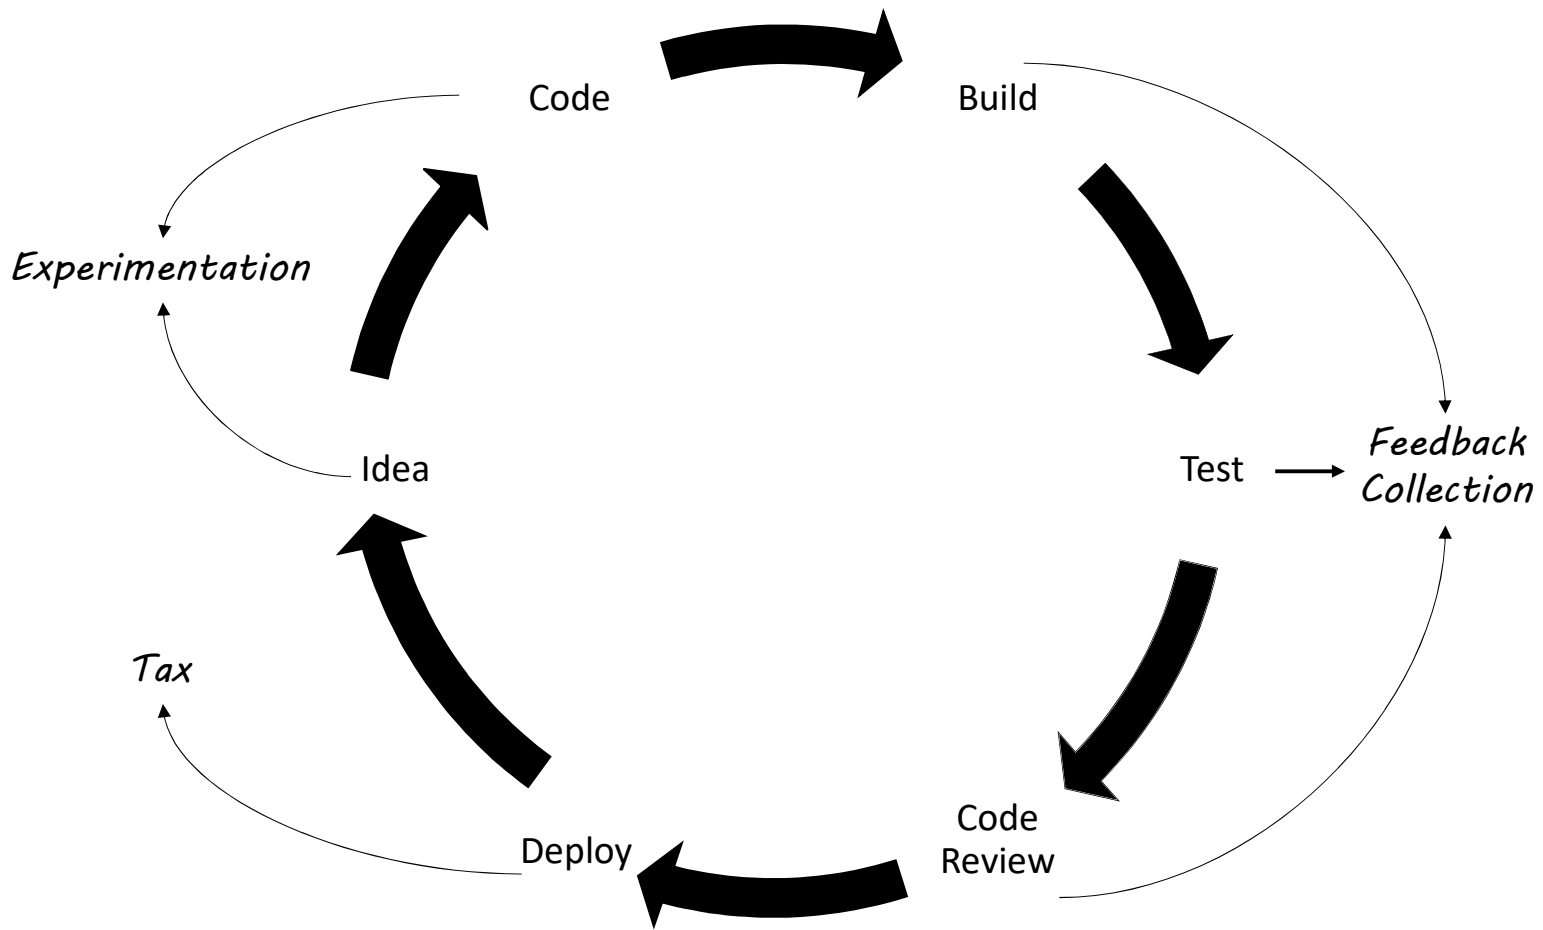 Code
Build
Experimentation
Feedback
Collection
Idea
Test
Tax
Code
Review
Deploy